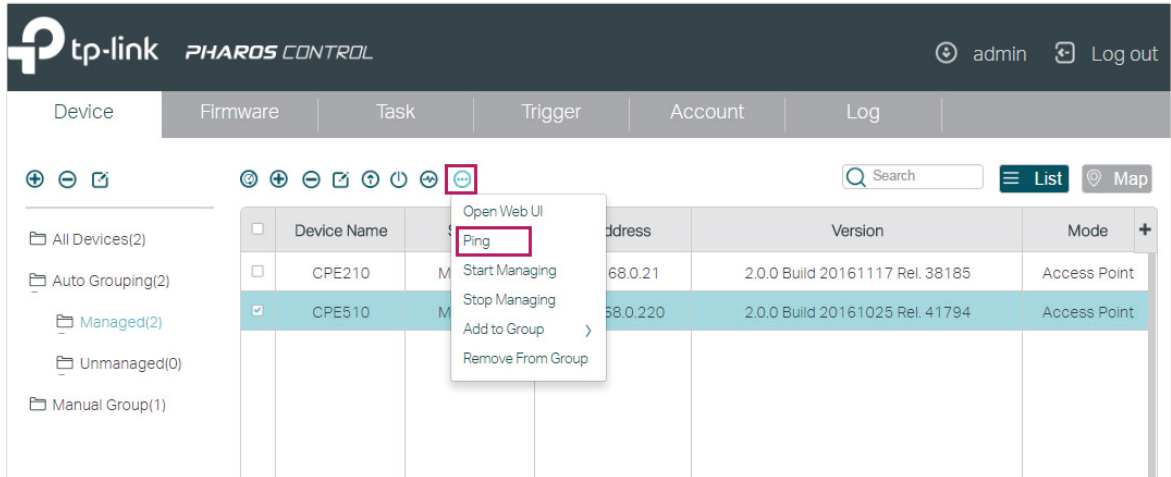 tp-link PHAROS CONTROL admin Log out
Device Firmware Task Trigger Account Log
Search List Map
All Devices(2)
Auto Grouping(2)
Managed(2)
Unmanaged(0)
Manual Group(1)
Device Name S ddress Version Mode +
CPE210 M 68.0.21 2.0.0 Build 20161117 Rel. 38185 Access Point
CPE510 M 58.0.220 2.0.0 Build 20161025 Rel. 41794 Access Point
Open Web UI
Ping
Start Managing
Stop Managing
Add to Group >
Remove From Group